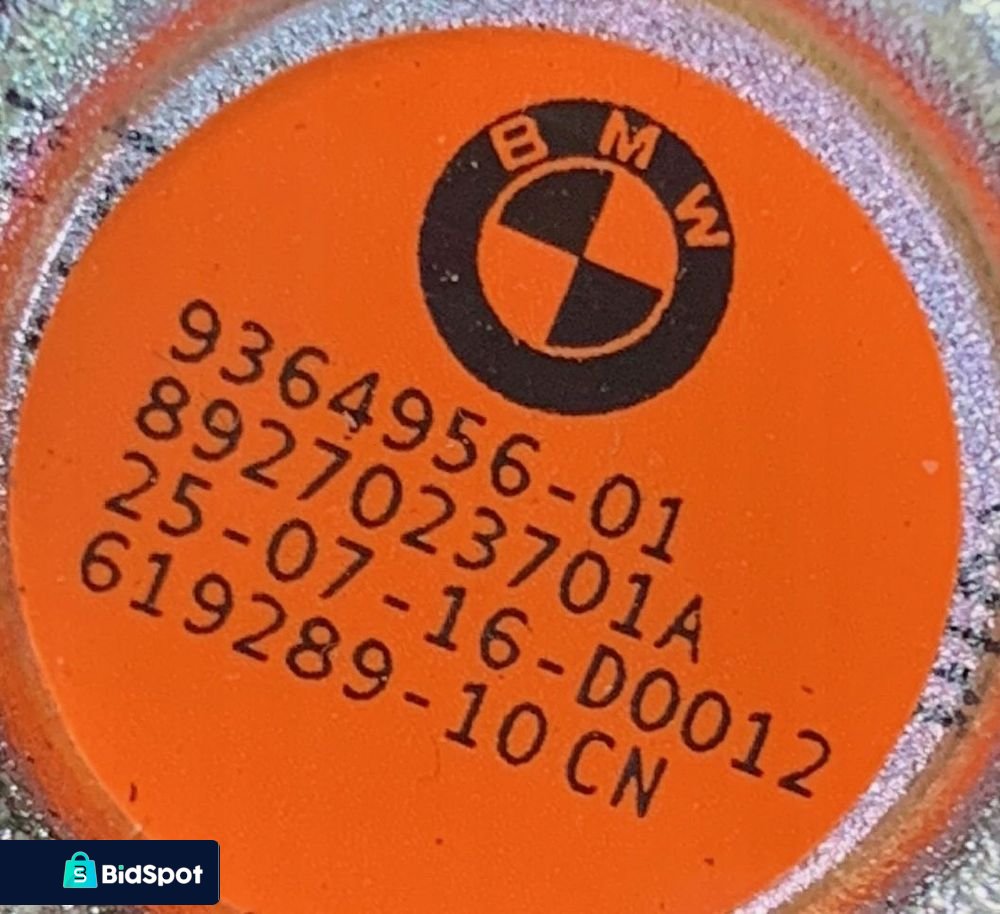 BMW
9364956-01
8927023701A
25-07-16-D0012
619289-10 CN
BidSpot